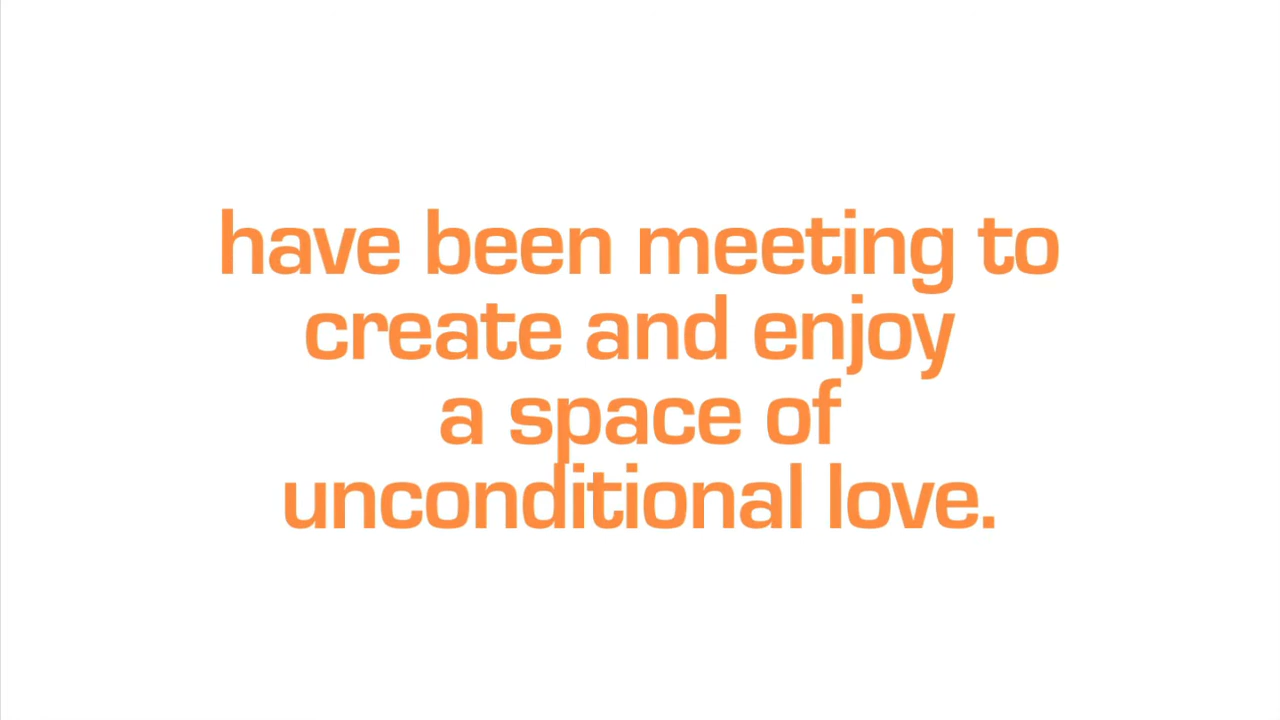 have been meeting to
create and enjoy
a space of
unconditional love.